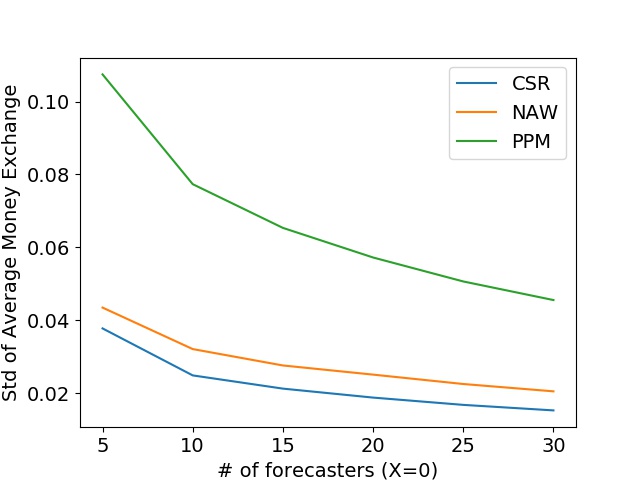 CSR
NAW
PPM
Std of Average Money Exchange
0.10
0.08
0.06
0.04
0.02
5 10 15 20 25 30
# of forecasters (X=0)